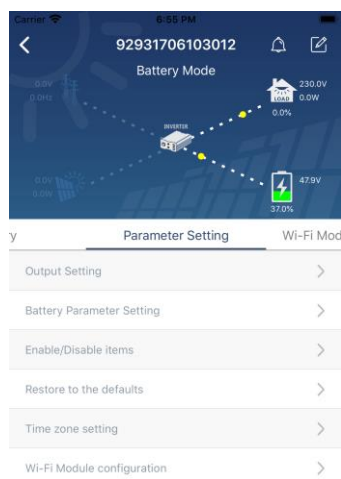 Carrier 6:55 PM
92931706103012
Battery Mode
0.0V
0.0Hz
230.0V
0.0W
LOAD
0.0%
INVERTER
0.0V
0.0W
47.9V
37.0%
y Parameter Setting Wi-Fi Mod
Output Setting
Battery Parameter Setting
Enable/Disable items
Restore to the defaults
Time zone setting
Wi-Fi Module configuration